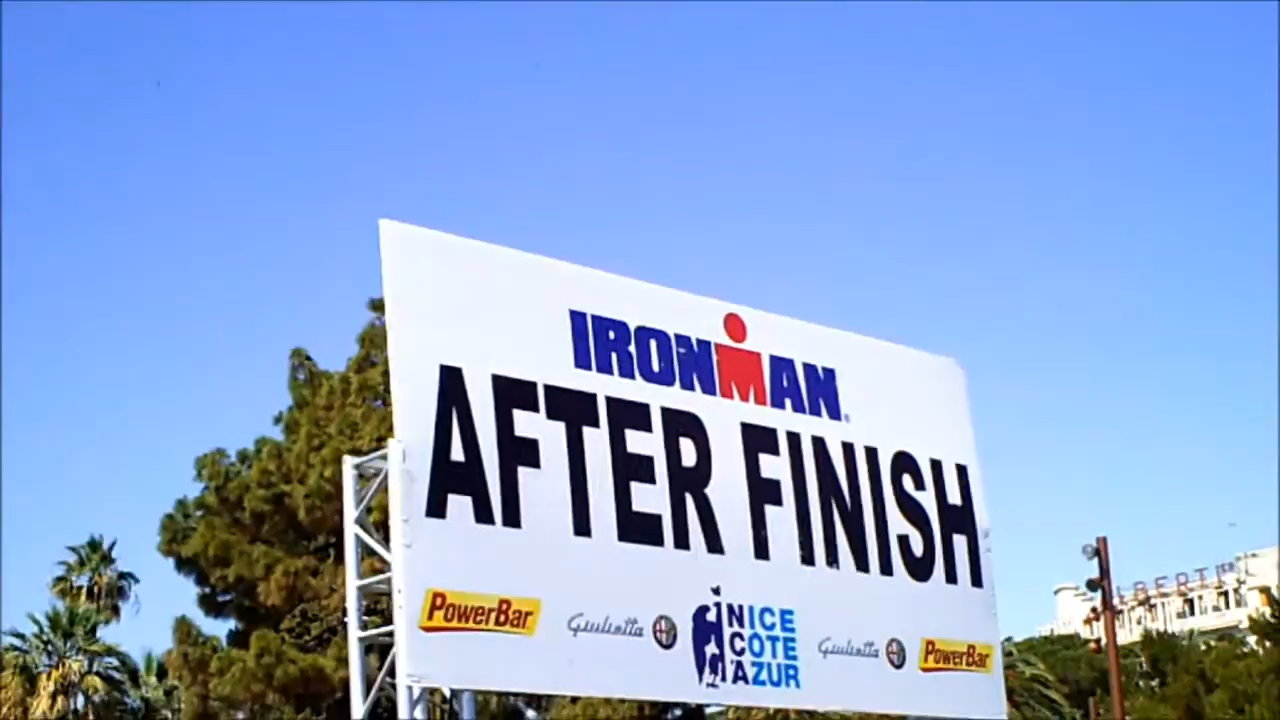 IRONMAN®
AFTER FINISH
PowerBar
Giulietta
NICE
CÔTE
D'AZUR
Giulietta
PowerBar